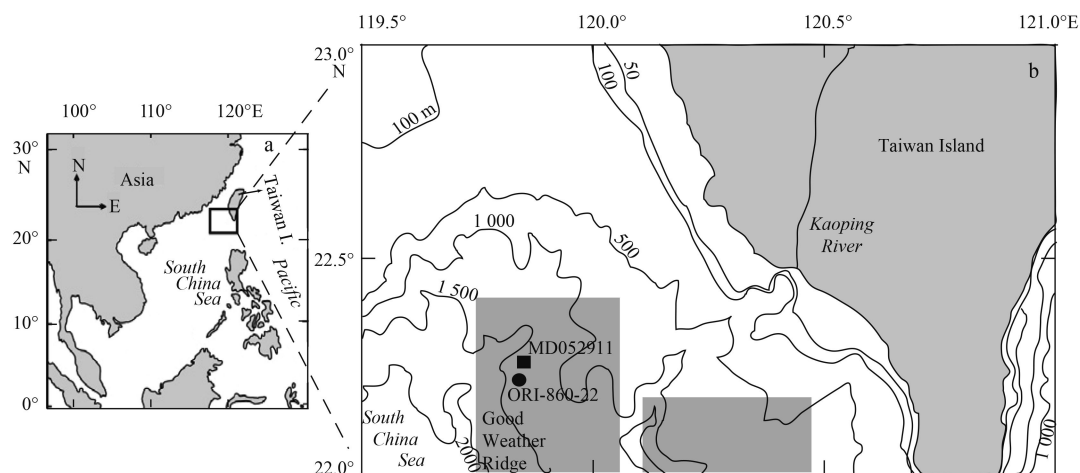 100°
110°
120°E
30°
N
20°
10°
0°
a
N
E
Asia
Taiwan I.
South
China
Sea
Pacific
119.5°
120.0°
120.5°
121.0°E
23.0°
N
22.5°
22.0°
b
100 m
100
50
Taiwan Island
Kaoping
River
1 000
500
1 500
MD052911
ORI-860-22
Good
Weather
Ridge
South
China
Sea
2000
1 000